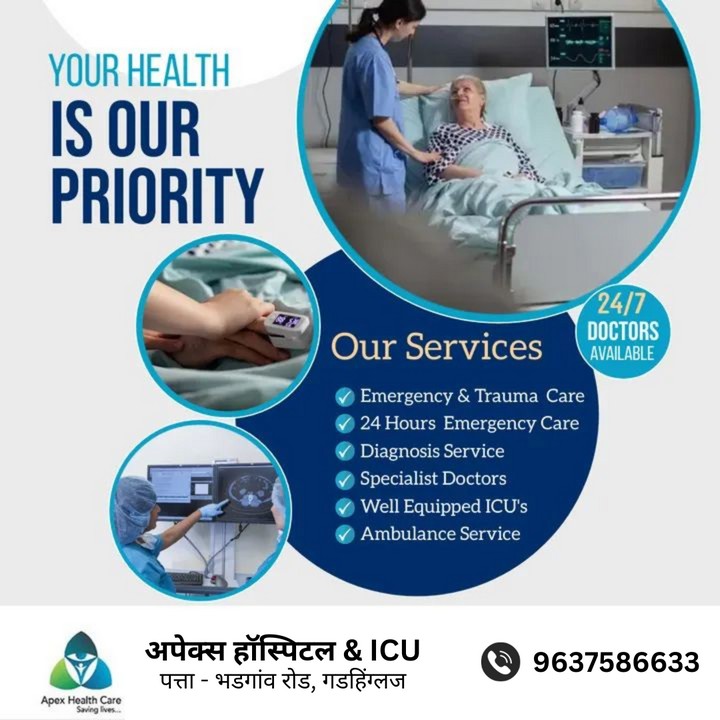 YOUR HEALTH
IS OUR
PRIORITY
24/7
DOCTORS
AVAILABLE
Our Services
Emergency & Trauma Care
24 Hours Emergency Care
Diagnosis Service
Specialist Doctors
Well Equipped ICU's
Ambulance Service
Apex Health Care
Saving lives...
अपेक्स हॉस्पिटल & ICU
पत्ता - भडगांव रोड, गडहिंग्लज
9637586633